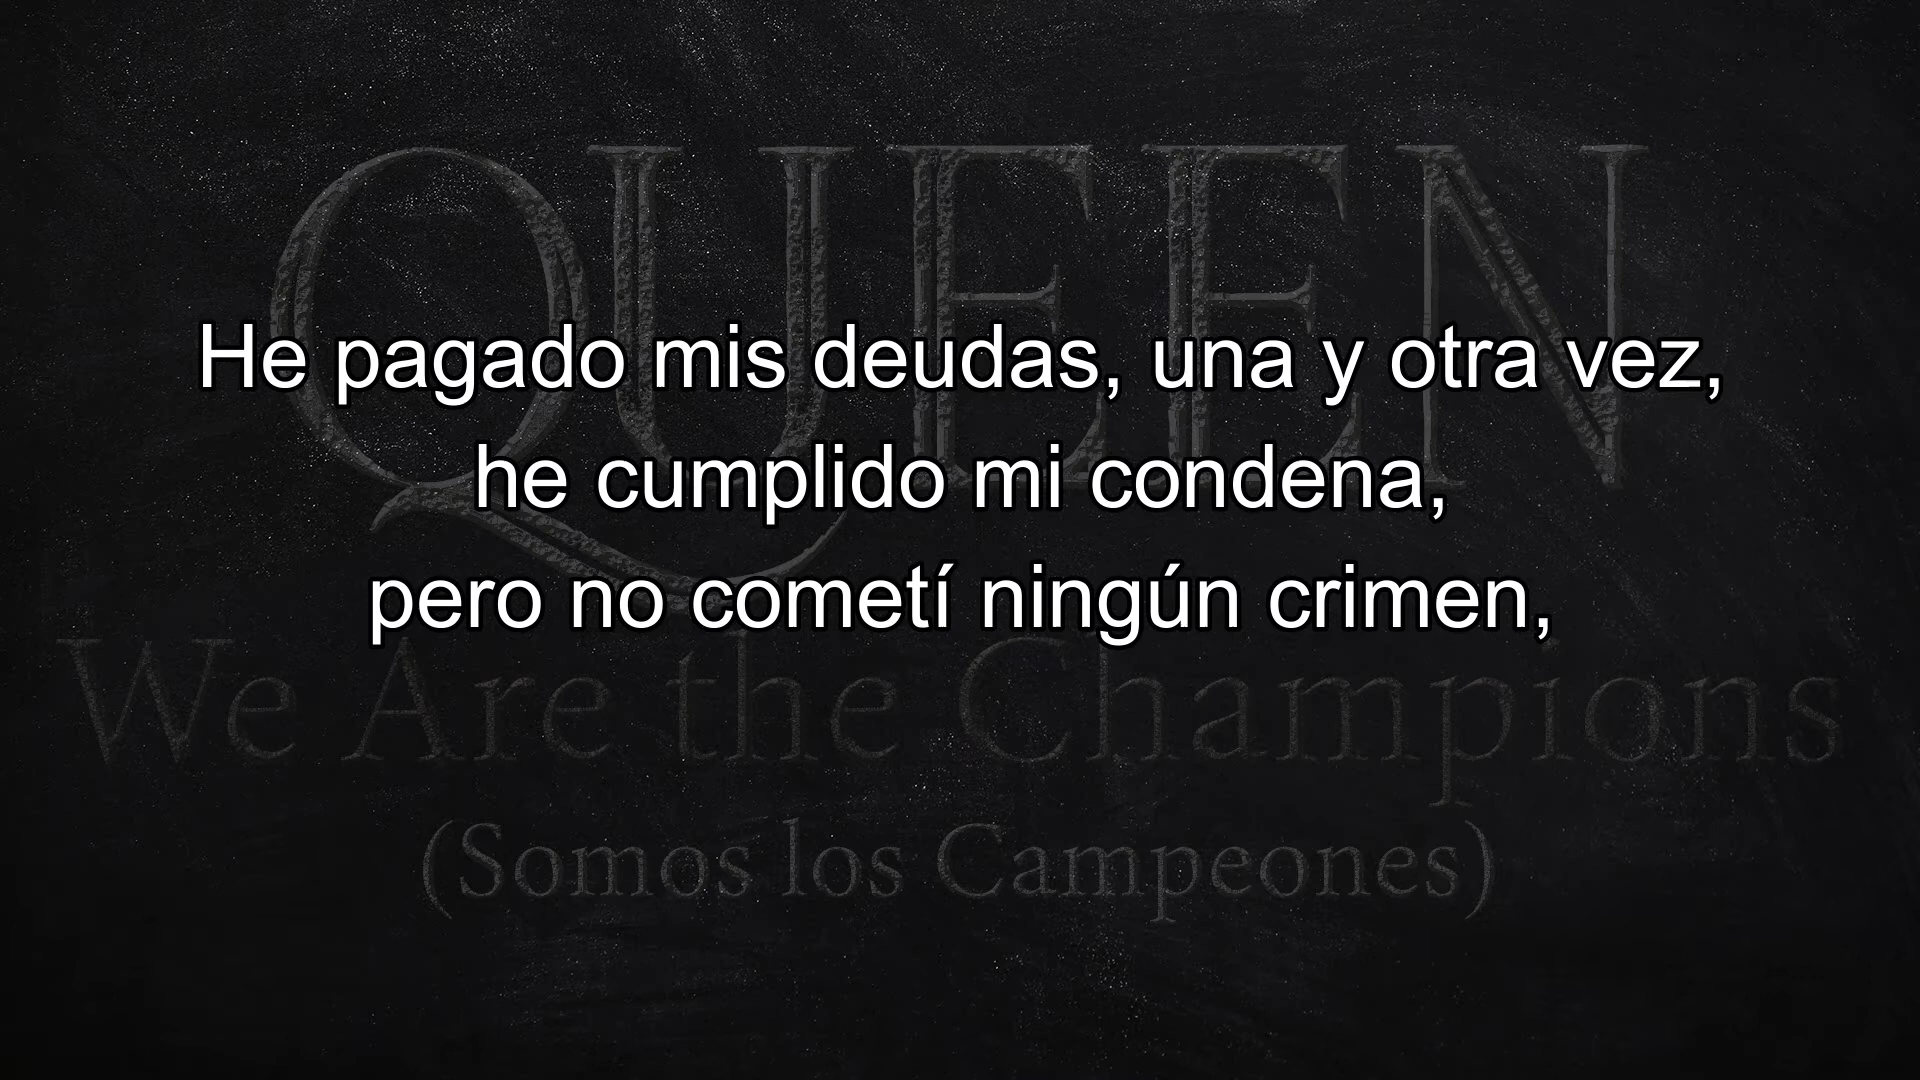 QUEEN
He pagado mis deudas, una y otra vez,
he cumplido mi condena,
pero no cometí ningún crimen,
We Are the Champions
(Somos los Campeones)